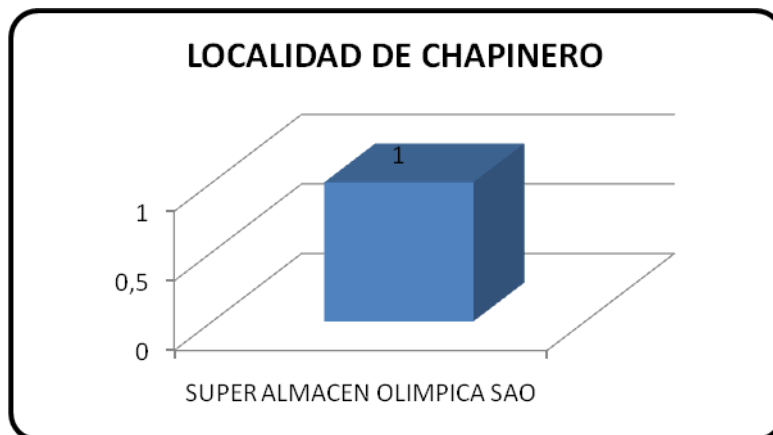 LOCALIDAD DE CHAPINERO
1
1
0,5
0
SUPER ALMACEN OLIMPICA SAO